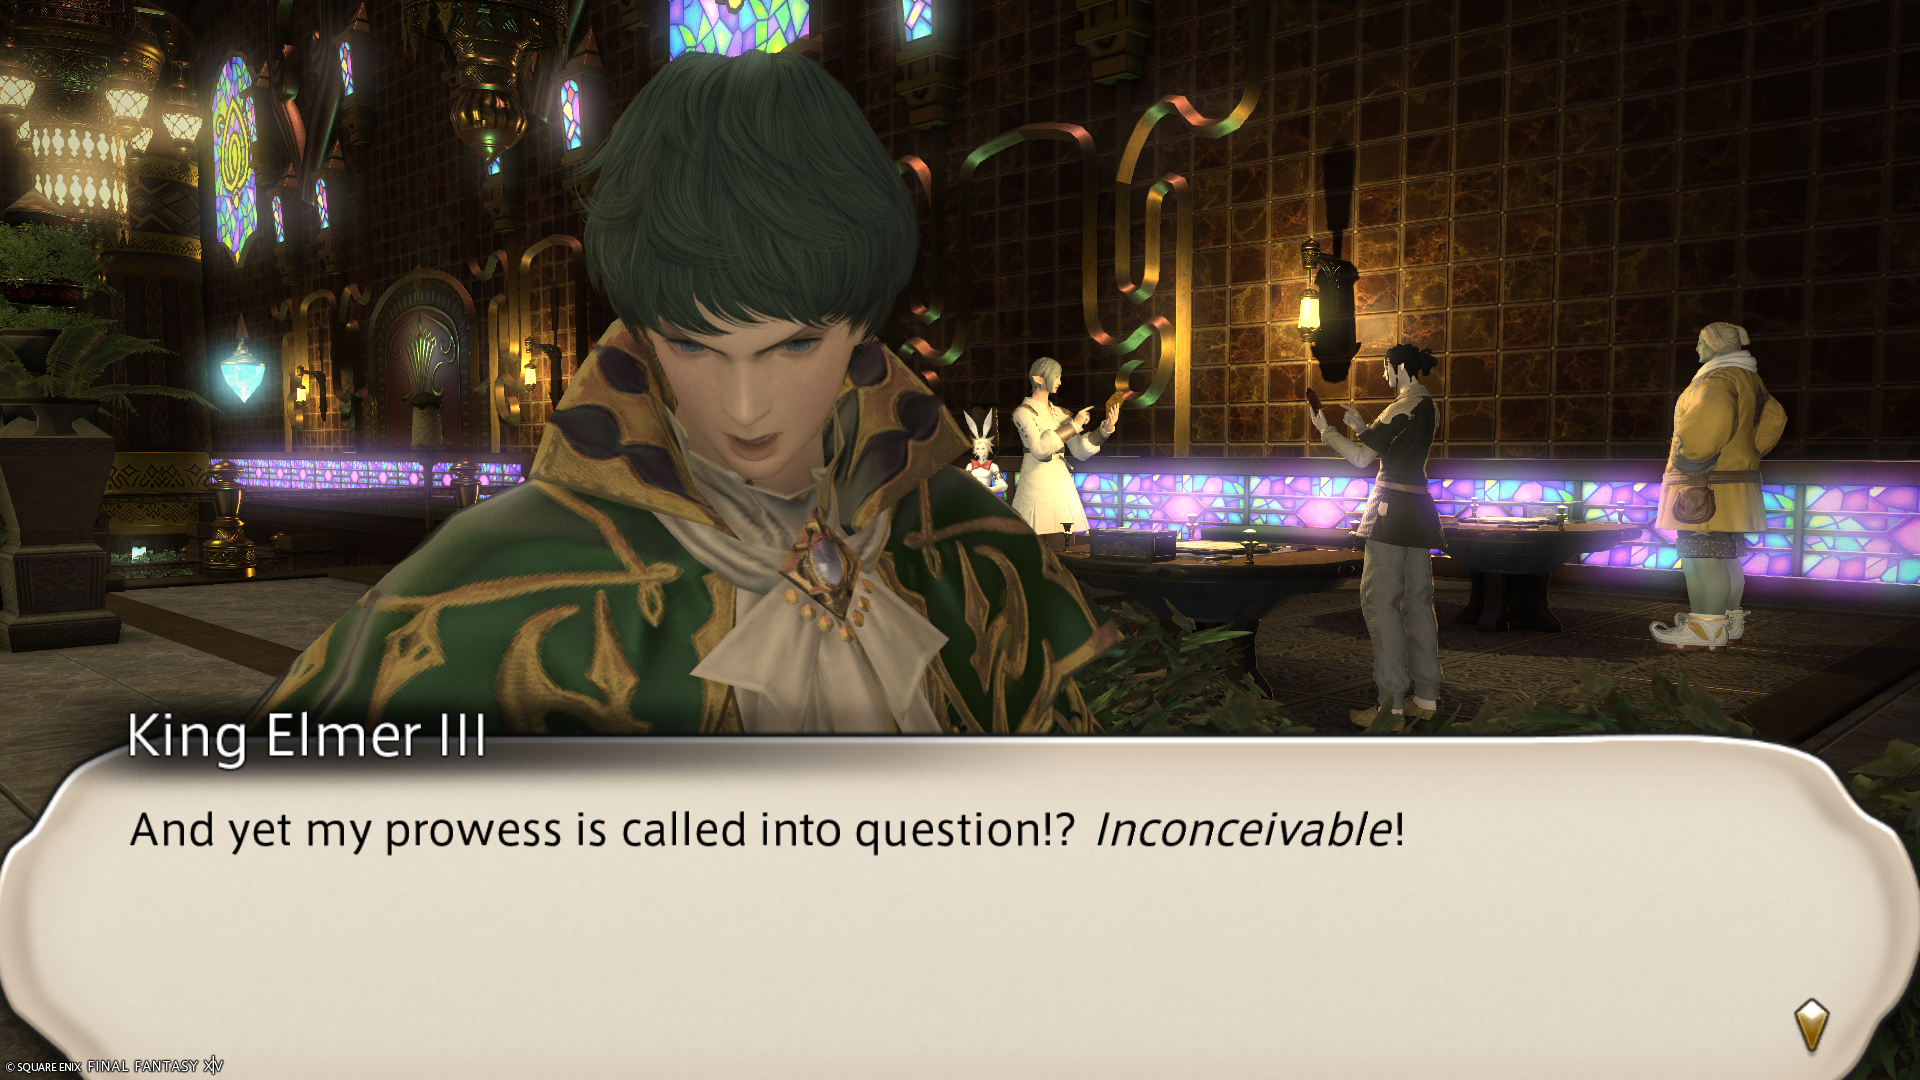 King Elmer III
And yet my prowess is called into question!? Inconceivable!
© SQUARE ENIX FINAL FANTASY XIV